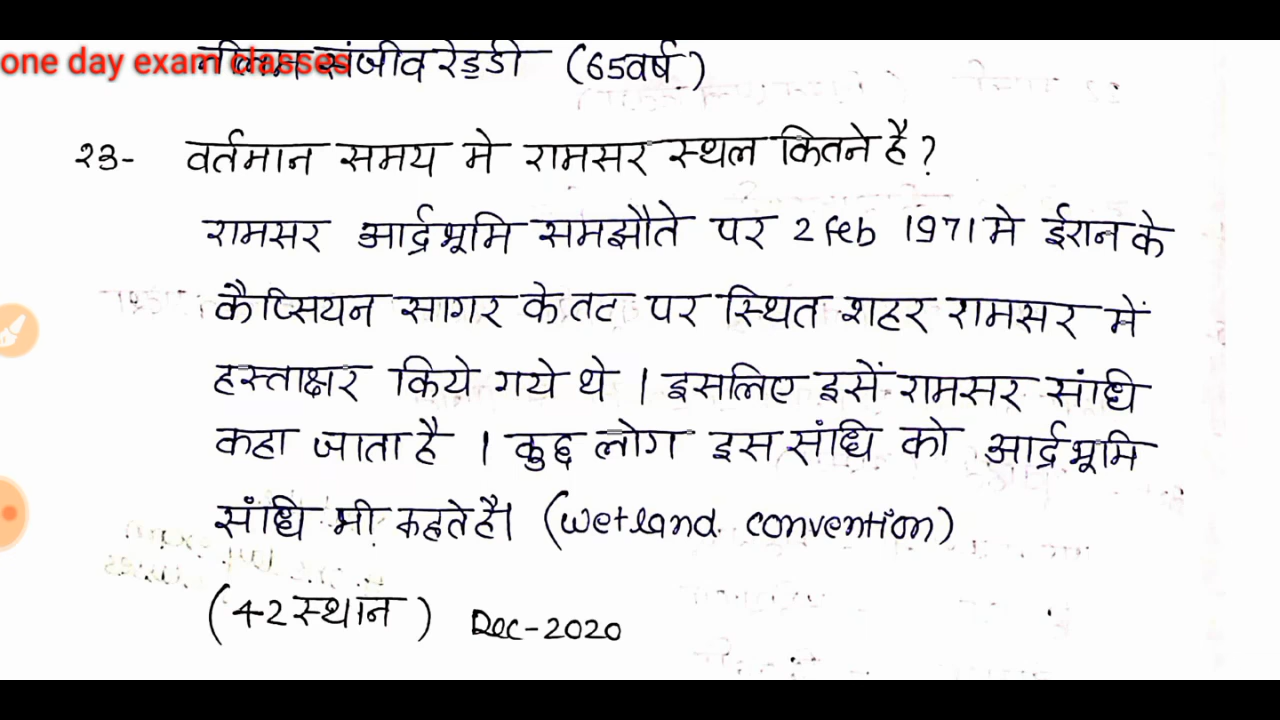 one day exam classes
नीलम संजीव रेड्डी (65वर्ष)
23- वर्तमान समय मे रामसर स्थल कितने है?
रामसर आर्द्रभूमि समझौते पर 2 Feb 1971 मे ईरान के
कैप्सियन सागर के तट पर स्थित शहर रामसर में
हस्ताक्षर किये गये थे । इसलिए इसें रामसर संधि
कहा जाता है । कुछ लोग इस संधि को आर्द्रभूमि
संधि भी कहते है। (Wetland convention)
(42 स्थान) Dec-2020